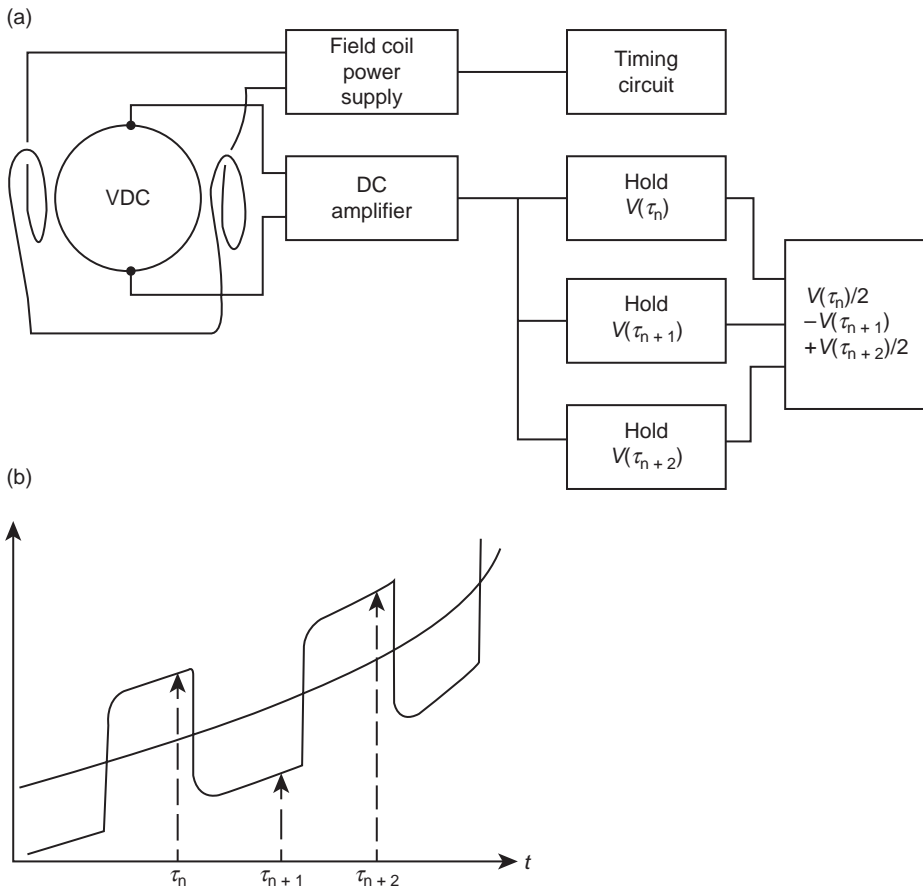 (a)
Field coil
power
supply
Timing
circuit
VDC
DC
amplifier
Hold
V(τn)
Hold
V(τn + 1)
Hold
V(τn + 2)
V(τn)/2
–V(τn + 1)
+V(τn + 2)/2
(b)
τn
τn + 1
τn + 2
t